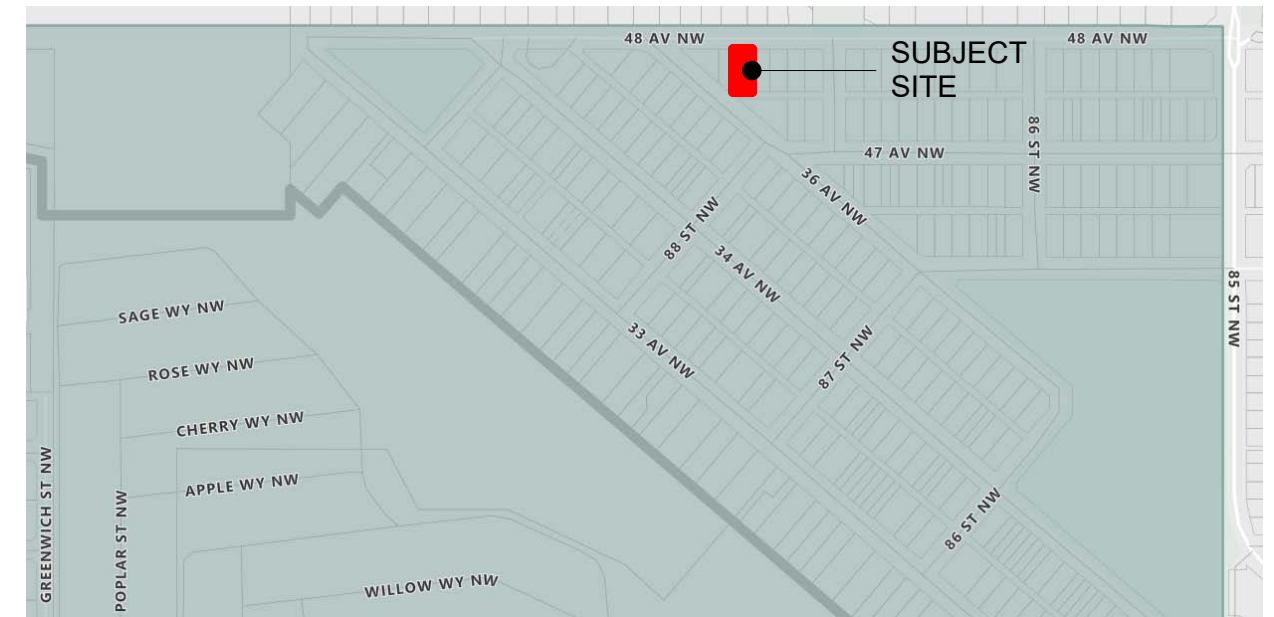 48 AV NW
48 AV NW
SUBJECT
SITE
86 ST NW
47 AV NW
36 AV NW
88 ST NW
34 AV NW
85 ST NW
SAGE WY NW
33 AV NW
87 ST NW
ROSE WY NW
CHERRY WY NW
APPLE WY NW
GREENWICH ST NW
POPLAR ST NW
86 ST NW
WILLOW WY NW